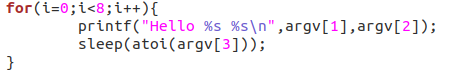 for(i=0;i<8;i++){
        printf("Hello %s %s\n",argv[1],argv[2]);
        sleep(atoi(argv[3]));
}